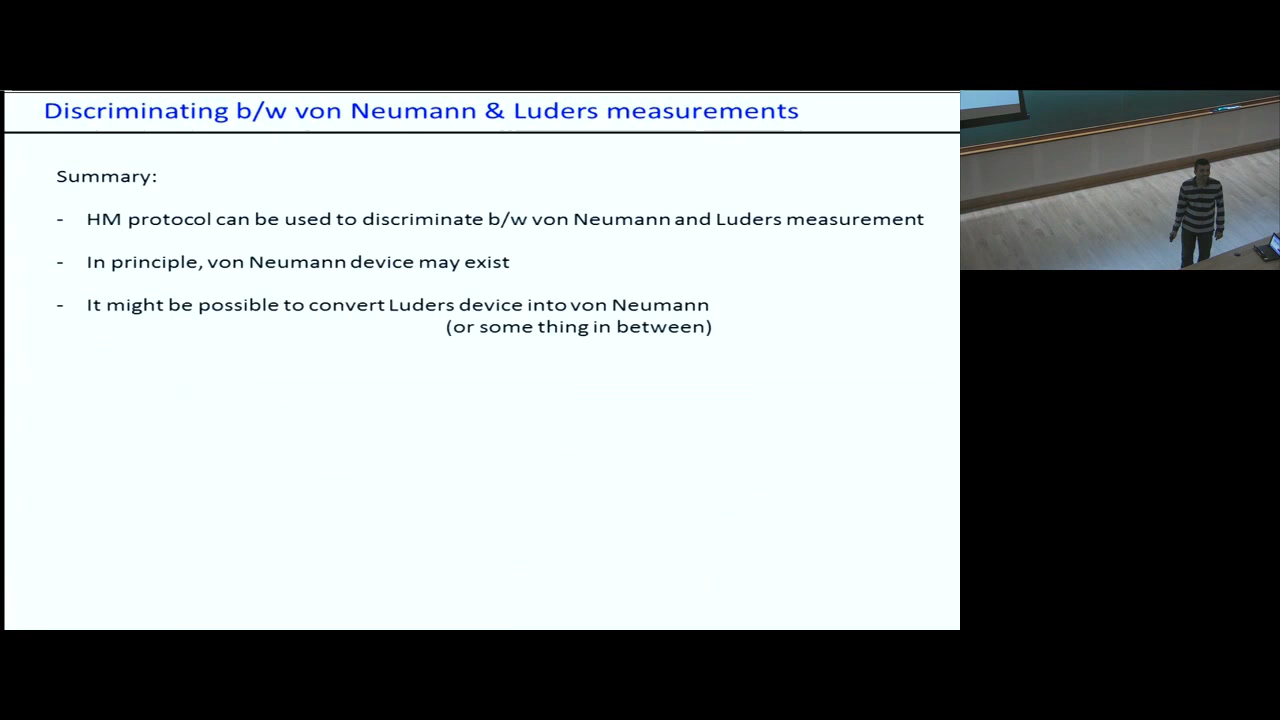 Discriminating b/w von Neumann & Luders measurements
Summary:
- HM protocol can be used to discriminate b/w von Neumann and Luders measurement
- In principle, von Neumann device may exist
- It might be possible to convert Luders device into von Neumann
(or some thing in between)